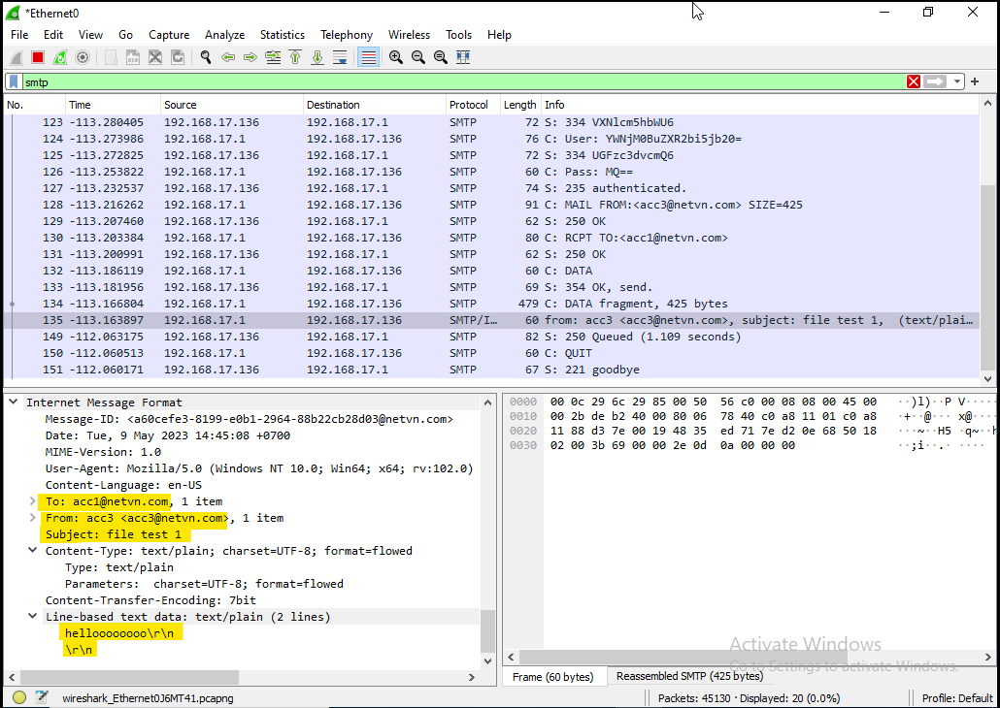 *Ethernet0
File Edit View Go Capture Analyze Statistics Telephony Wireless Tools Help
smtp
No. Time Source Destination Protocol Length Info
123 -113.280405 192.168.17.136 192.168.17.1 SMTP 72 S: 334 VXNlcm5hbWU6
124 -113.273986 192.168.17.1 192.168.17.136 SMTP 76 C: User: YWNjM0BuZXR2bi5jb20=
125 -113.272825 192.168.17.136 192.168.17.1 SMTP 72 S: 334 UGFzc3dvcmQ6
126 -113.253822 192.168.17.1 192.168.17.136 SMTP 60 C: Pass: MQ==
127 -113.232537 192.168.17.136 192.168.17.1 SMTP 74 S: 235 authenticated.
128 -113.216262 192.168.17.1 192.168.17.136 SMTP 91 C: MAIL FROM:<acc3@netvn.com> SIZE=425
129 -113.207460 192.168.17.136 192.168.17.1 SMTP 62 S: 250 OK
130 -113.203384 192.168.17.1 192.168.17.136 SMTP 80 C: RCPT TO:<acc1@netvn.com>
131 -113.200991 192.168.17.136 192.168.17.1 SMTP 62 S: 250 OK
132 -113.186119 192.168.17.1 192.168.17.136 SMTP 60 C: DATA
133 -113.181956 192.168.17.136 192.168.17.1 SMTP 69 S: 354 OK, send.
134 -113.166804 192.168.17.1 192.168.17.136 SMTP 479 C: DATA fragment, 425 bytes
135 -113.163897 192.168.17.1 192.168.17.136 SMTP/I… 60 from: acc3 <acc3@netvn.com>, subject: file test 1, (text/plai…
149 -112.063175 192.168.17.136 192.168.17.1 SMTP 82 S: 250 Queued (1.109 seconds)
150 -112.060513 192.168.17.1 192.168.17.136 SMTP 60 C: QUIT
151 -112.060171 192.168.17.136 192.168.17.1 SMTP 67 S: 221 goodbye
Internet Message Format
Message-ID: <a60cefe3-8199-e0b1-2964-88b22cb28d03@netvn.com>
Date: Tue, 9 May 2023 14:45:08 +0700
MIME-Version: 1.0
User-Agent: Mozilla/5.0 (Windows NT 10.0; Win64; x64; rv:102.0)
Content-Language: en-US
To: acc1@netvn.com, 1 item
From: acc3 <acc3@netvn.com>, 1 item
Subject: file test 1
Content-Type: text/plain; charset=UTF-8; format=flowed
Type: text/plain
Parameters: charset=UTF-8; format=flowed
Content-Transfer-Encoding: 7bit
Line-based text data: text/plain (2 lines)
helloooooooo\r\n
\r\n
0000 00 0c 29 6c 29 85 00 50 56 c0 00 08 08 00 45 00 ··)l)··P V·····
0010 00 2b de b2 40 00 80 06 78 40 c0 a8 11 01 c0 a8 ·+··@··· x@····
0020 11 88 d3 7e 00 19 48 35 ed 71 7e d2 0e 68 50 18 ···~··H5 ·q~··h
0030 02 00 3b 69 00 00 2e 0d 0a 00 00 00 ··;i··.· ····
Activate Windows
Go to Settings to activate Windows.
Frame (60 bytes) Reassembled SMTP (425 bytes)
wireshark_Ethernet0J6MT41.pcapng Packets: 45130 · Displayed: 20 (0.0%) Profile: Default